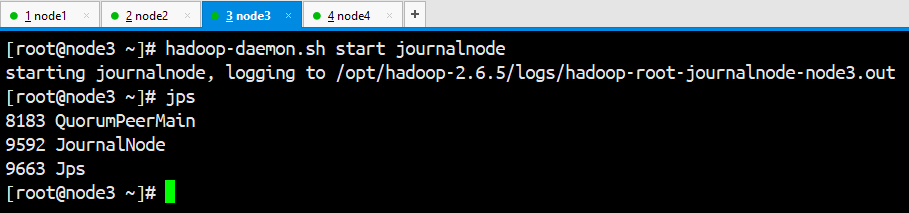 1 node1 × 2 node2 × 3 node3 × 4 node4 × +
[root@node3 ~]# hadoop-daemon.sh start journalnode
starting journalnode, logging to /opt/hadoop-2.6.5/logs/hadoop-root-journalnode-node3.out
[root@node3 ~]# jps
8183 QuorumPeerMain
9592 JournalNode
9663 Jps
[root@node3 ~]#